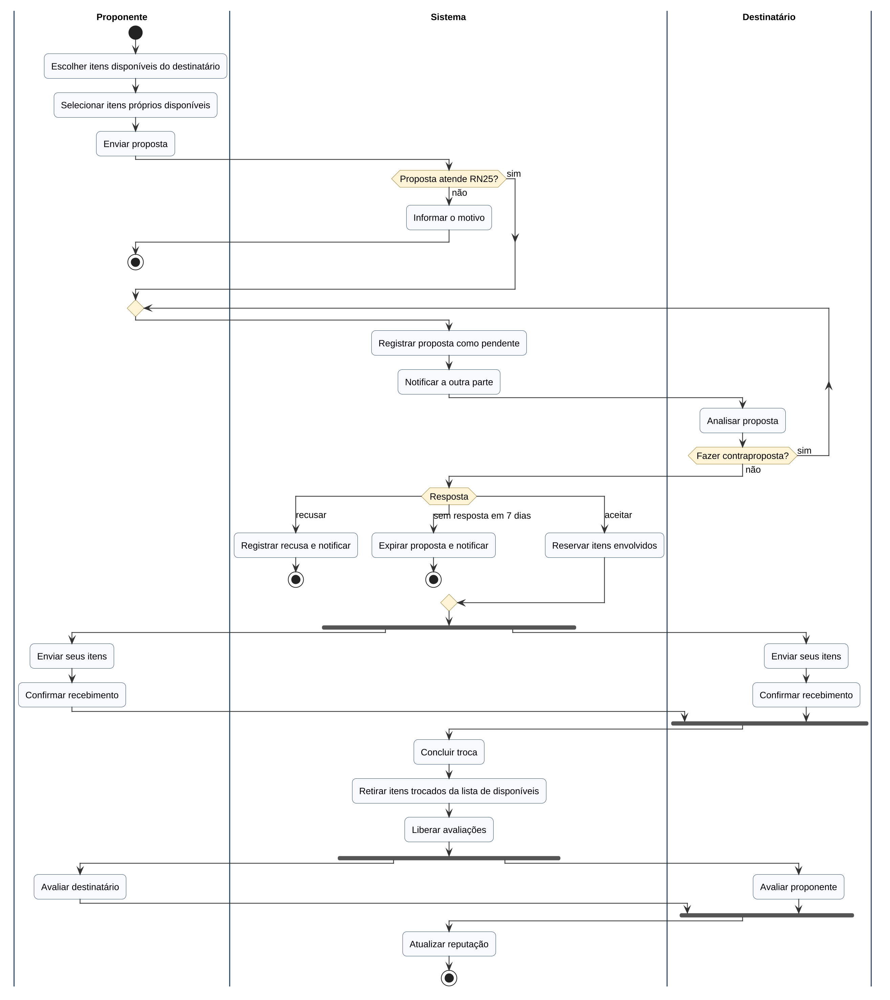 Proponente
Sistema
Destinatário
Escolher itens disponíveis do destinatário
Selecionar itens próprios disponíveis
Enviar proposta
Proposta atende RN25?
sim
não
Informar o motivo
Registrar proposta como pendente
Notificar a outra parte
Analisar proposta
Fazer contraproposta?
sim
não
Resposta
recusar
sem resposta em 7 dias
aceitar
Registrar recusa e notificar
Expirar proposta e notificar
Reservar itens envolvidos
Enviar seus itens
Enviar seus itens
Confirmar recebimento
Confirmar recebimento
Concluir troca
Retirar itens trocados da lista de disponíveis
Liberar avaliações
Avaliar destinatário
Avaliar proponente
Atualizar reputação